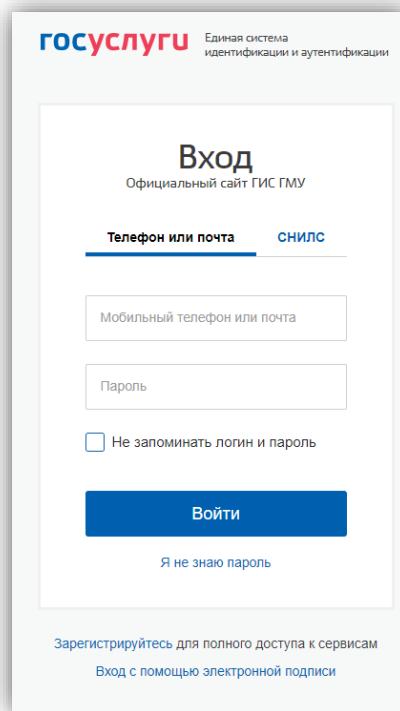 госуслуги
Единая система
идентификации и аутентификации
Вход
Официальный сайт ГИС ГМУ
Телефон или почта СНИЛС
Мобильный телефон или почта
Пароль
Не запоминать логин и пароль
Войти
Я не знаю пароль
Зарегистрируйтесь для полного доступа к сервисам
Вход с помощью электронной подписи